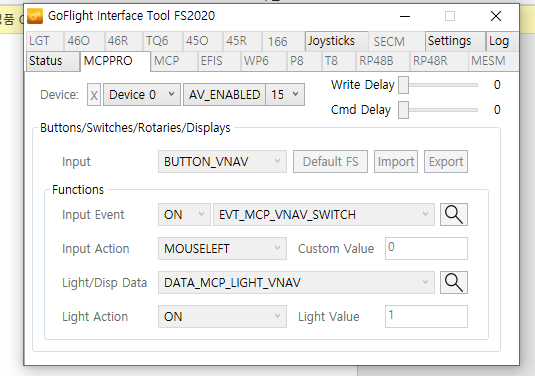 GoFlight Interface Tool FS2020
LGT 46O 46R TQ6 45O 45R 166 Joysticks SECM Settings Log
Status MCPPRO MCP EFIS WP6 P8 T8 RP48B RP48R MESM
Device: X Device 0 AV_ENABLED 15 Write Delay 0
Cmd Delay 0
Buttons/Switches/Rotaries/Displays
Input BUTTON_VNAV Default FS Import Export
Functions
Input Event ON EVT_MCP_VNAV_SWITCH
Input Action MOUSELEFT Custom Value 0
Light/Disp Data DATA_MCP_LIGHT_VNAV
Light Action ON Light Value 1